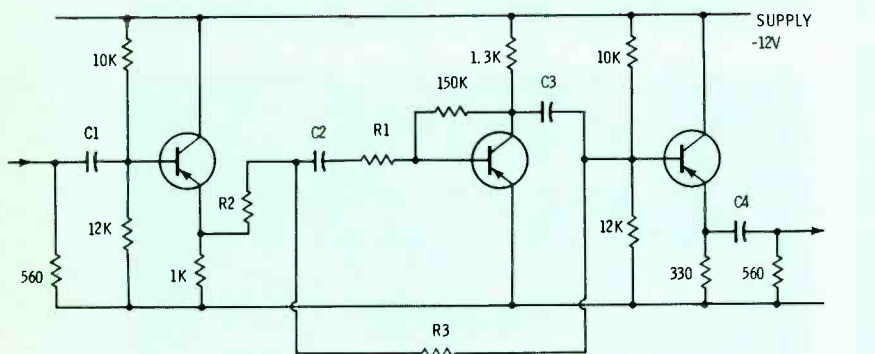 SUPPLY
-12V
10K
1.3K
10K
150K
C3
C1
C2
R1
R2
C4
12K
12K
560
1K
330
560
R3